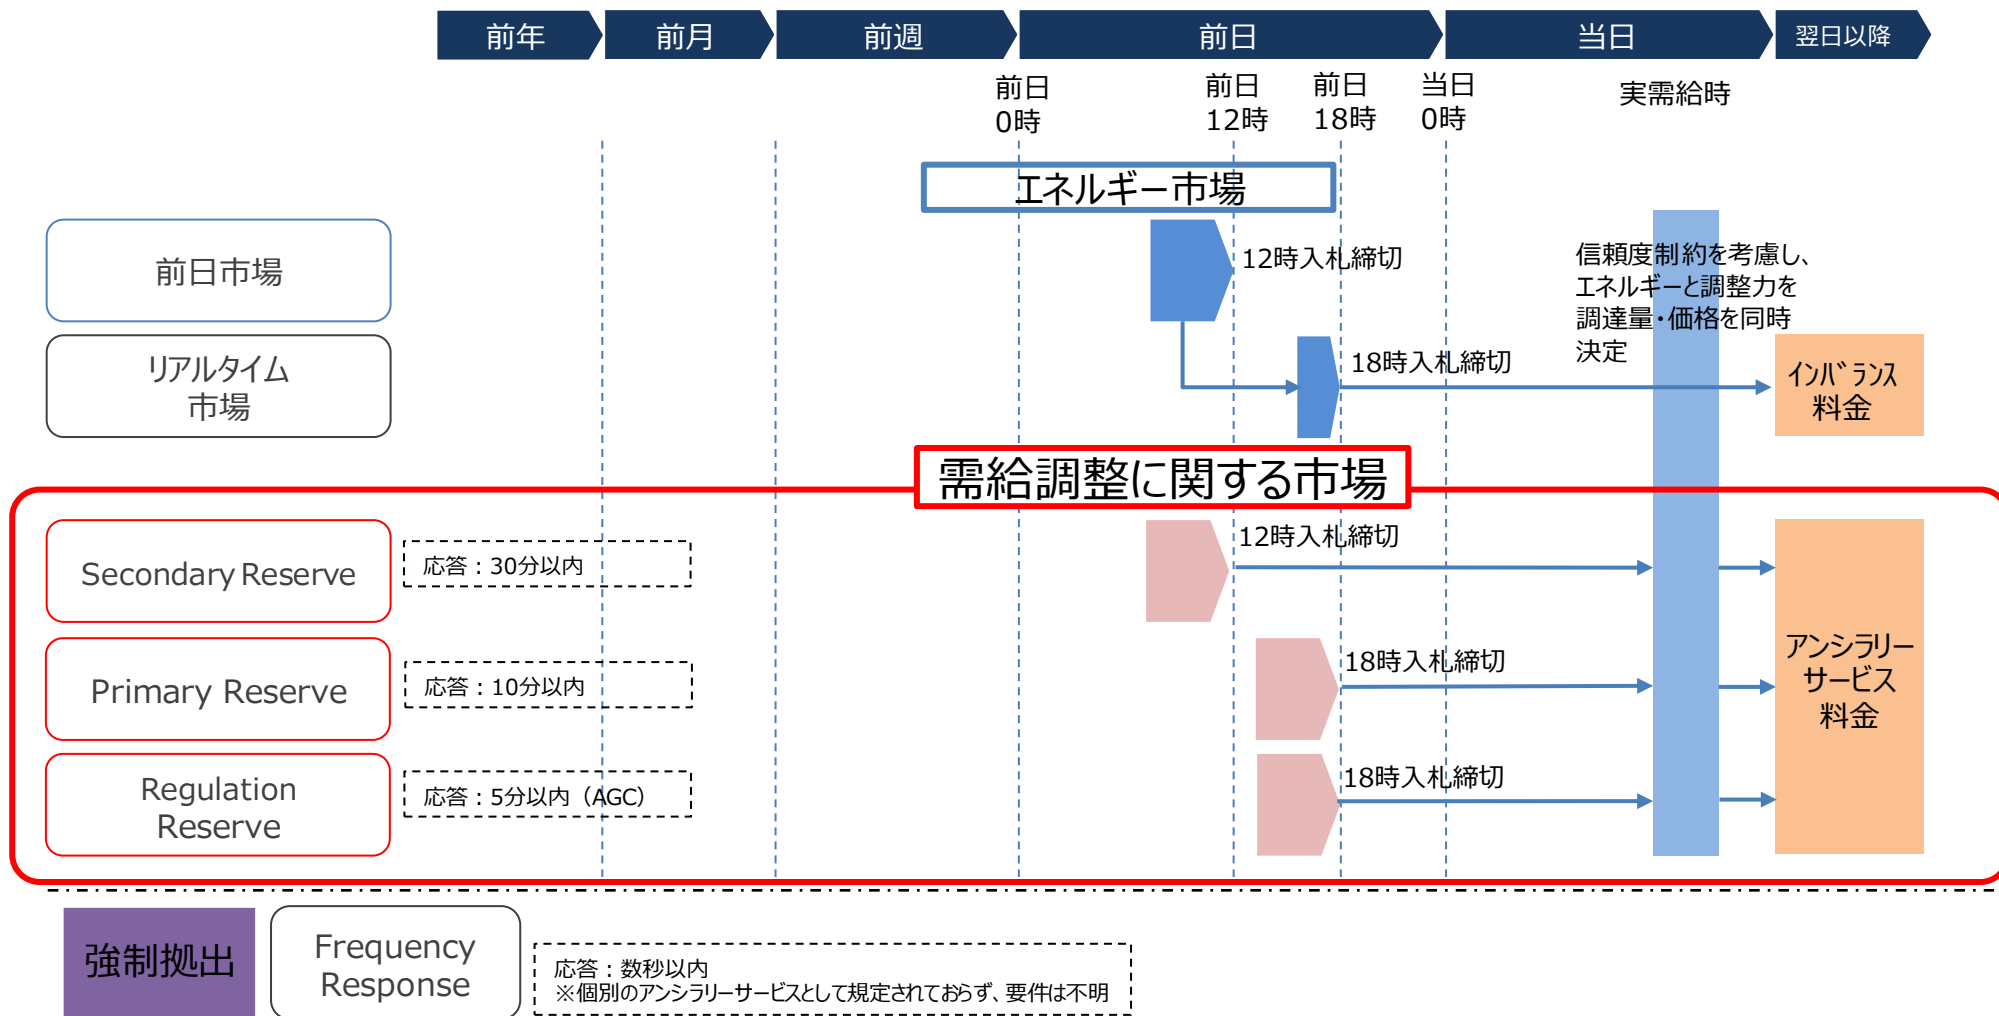 前年
前月
前週
前日
当日
翌日以降
前日
0時
前日
12時
前日
18時
当日
0時
実需給時
エネルギー市場
前日市場
12時入札締切
信頼度制約を考慮し、
エネルギーと調整力を
調達量・価格を同時
決定
リアルタイム
市場
18時入札締切
インバランス
料金
需給調整に関する市場
Secondary Reserve
応答：30分以内
12時入札締切
Primary Reserve
応答：10分以内
18時入札締切
アンシラリー
サービス
料金
Regulation
Reserve
応答：5分以内（AGC）
18時入札締切
強制拠出
Frequency
Response
応答：数秒以内
※個別のアンシラリーサービスとして規定されておらず、要件は不明